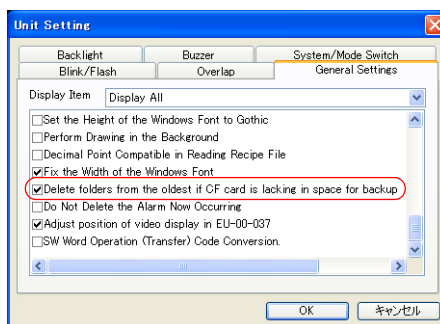 Unit Setting
Backlight Buzzer System/Mode Switch
Blink/Flash Overlap General Settings
Display Item Display All
Set the Height of the Windows Font to Gothic
Perform Drawing in the Background
Decimal Point Compatible in Reading Recipe File
Fix the Width of the Windows Font
Delete folders from the oldest if CF card is lacking in space for backup
Do Not Delete the Alarm Now Occurring
Adjust position of video display in EU-00-037
SW Word Operation (Transfer) Code Conversion.
OK キャンセル